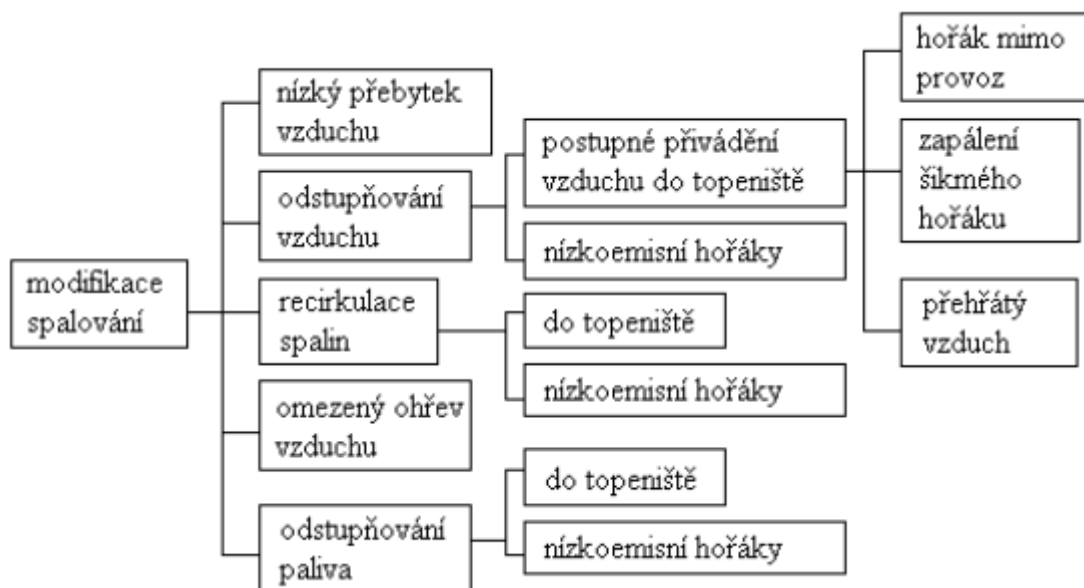 modifikace
spalování
nízký přebytek
vzduchu
odstupňování
vzduchu
recirkulace
spalin
omezený ohřev
vzduchu
odstupňování
paliva
postupné přivádění
vzduchu do topeniště
nízkoemisní hořáky
do topeniště
nízkoemisní hořáky
do topeniště
nízkoemisní hořáky
hořák mimo
provoz
zapálení
šikmého
hořáku
přehřátý
vzduch